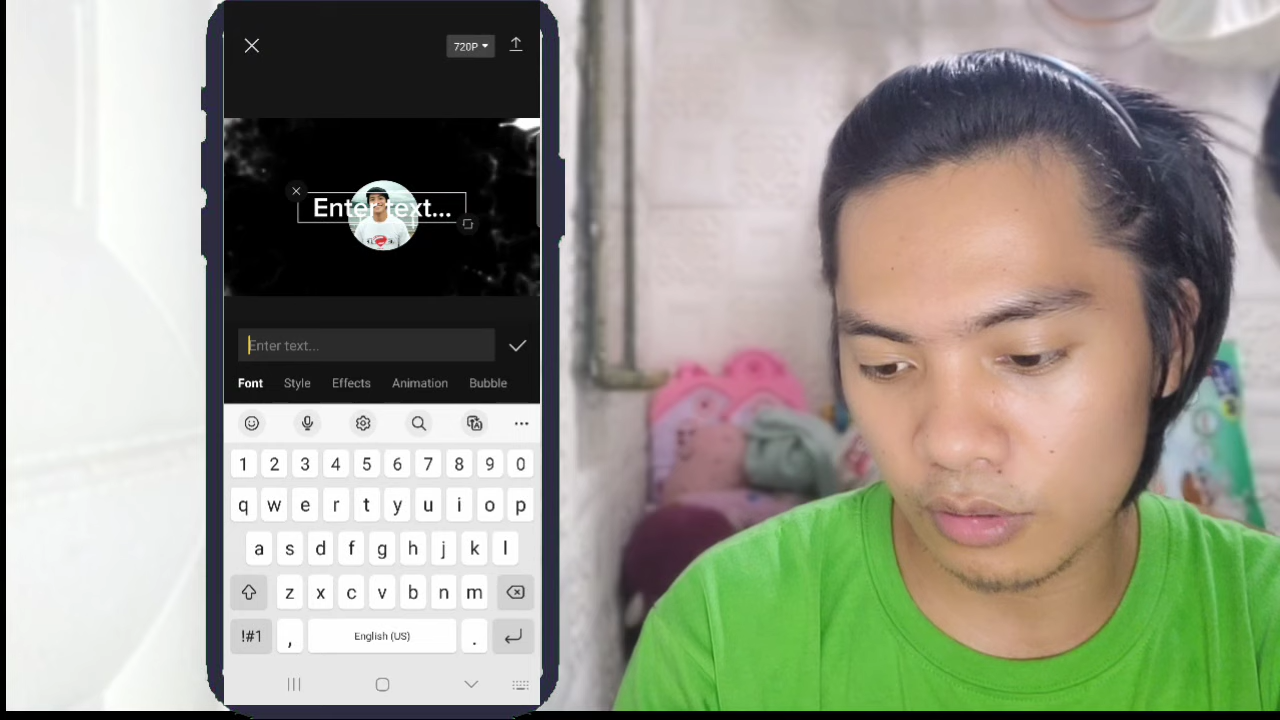 720P
Enter text...
Enter text...
Font Style Effects Animation Bubble
1 2 3 4 5 6 7 8 9 0
q w e r t y u i o p
a s d f g h j k l
z x c v b n m
!#1 , English (US) .